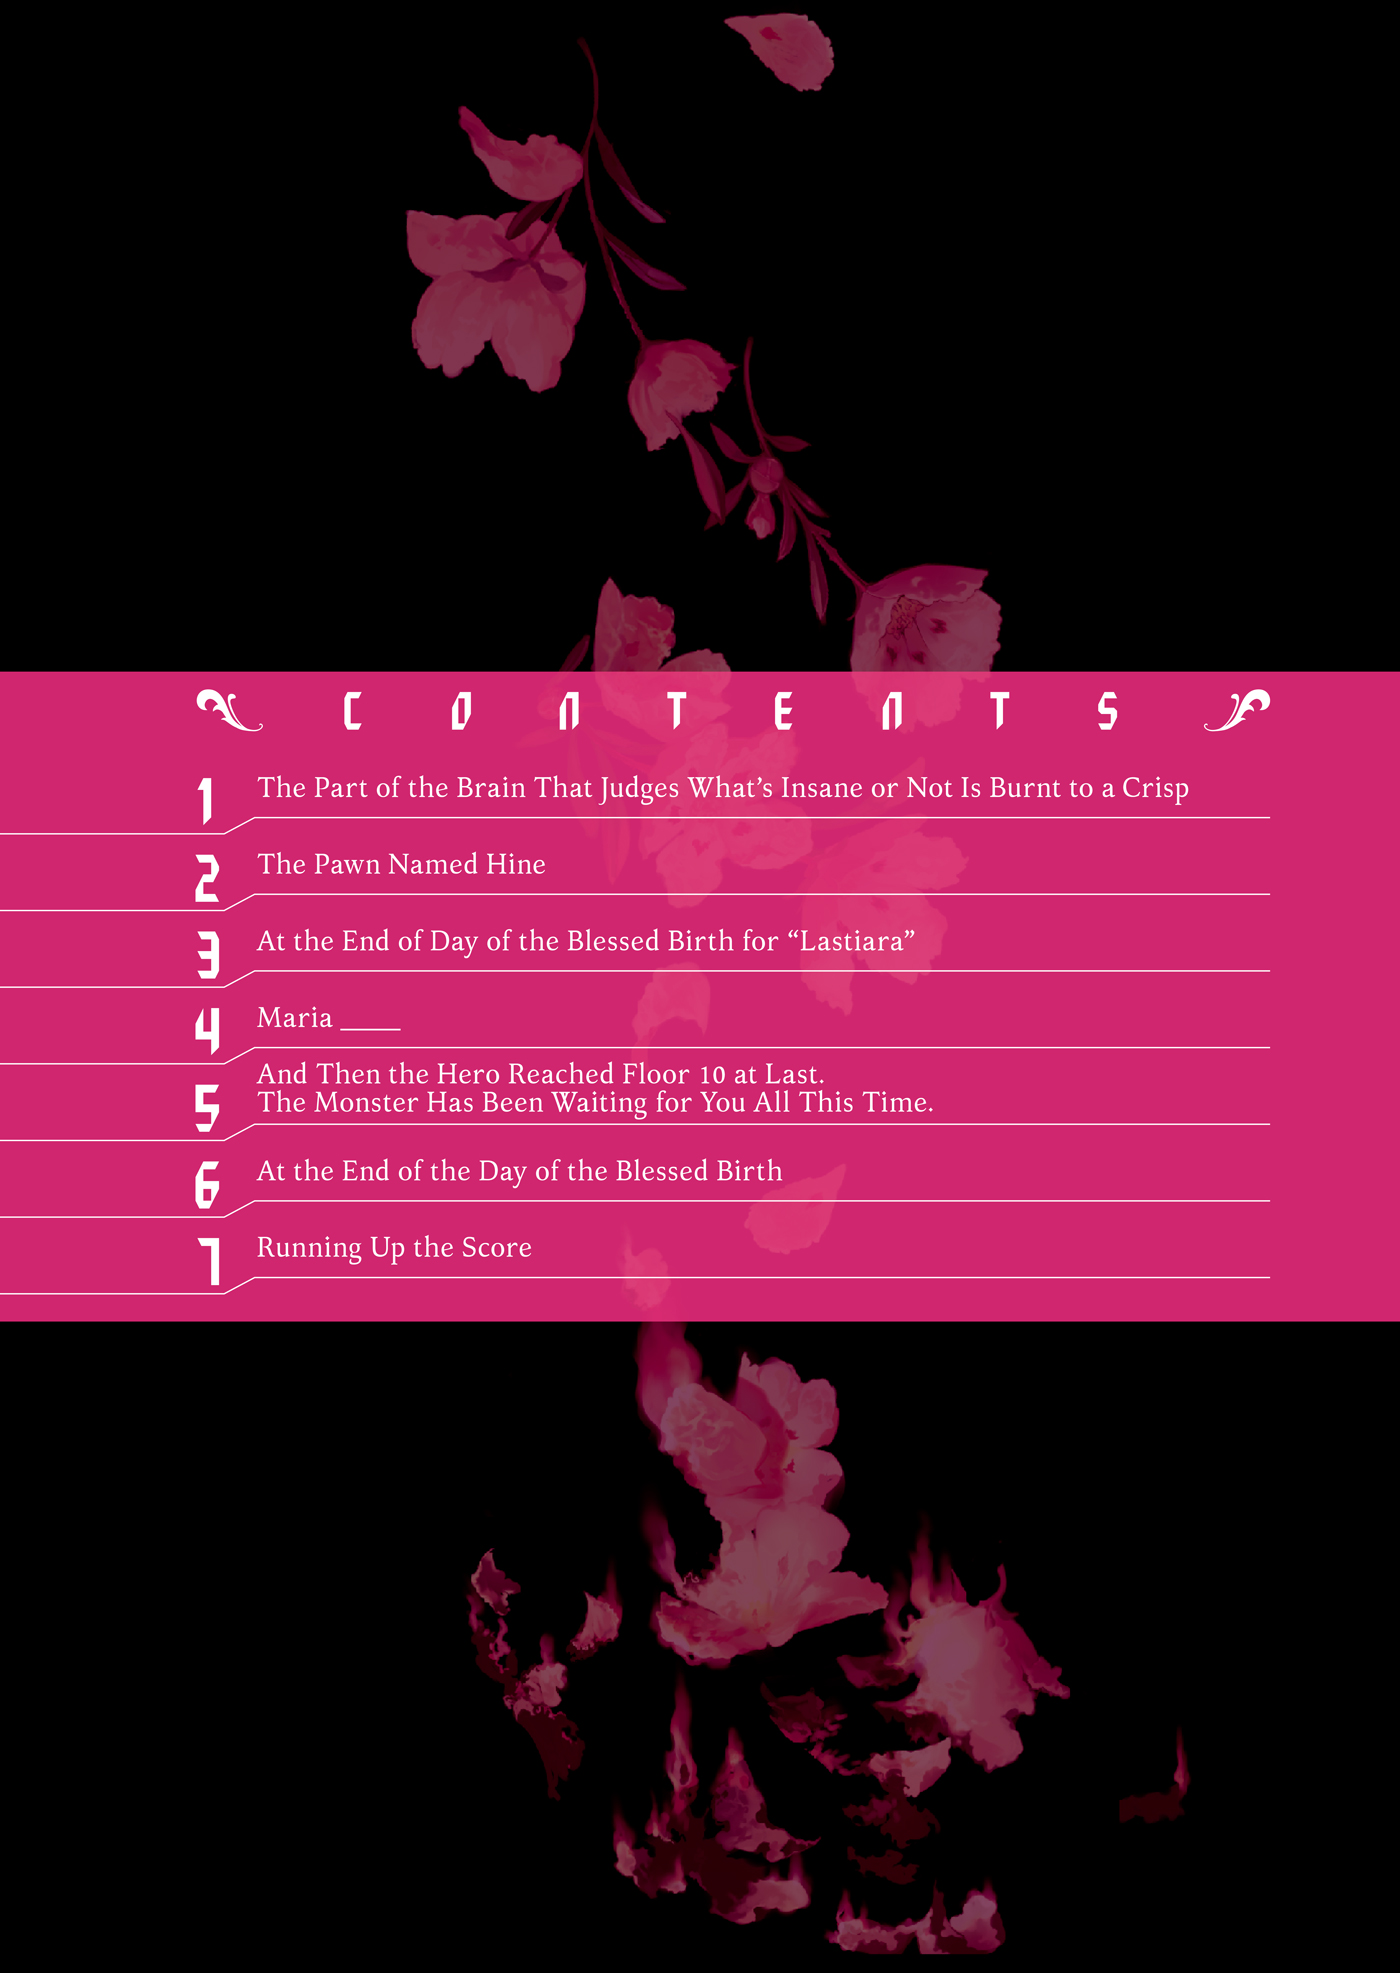 CONTENTS
1 The Part of the Brain That Judges What’s Insane or Not Is Burnt to a Crisp
2 The Pawn Named Hine
3 At the End of Day of the Blessed Birth for “Lastiara”
4 Maria ____
5 And Then the Hero Reached Floor 10 at Last.
The Monster Has Been Waiting for You All This Time.
6 At the End of the Day of the Blessed Birth
7 Running Up the Score